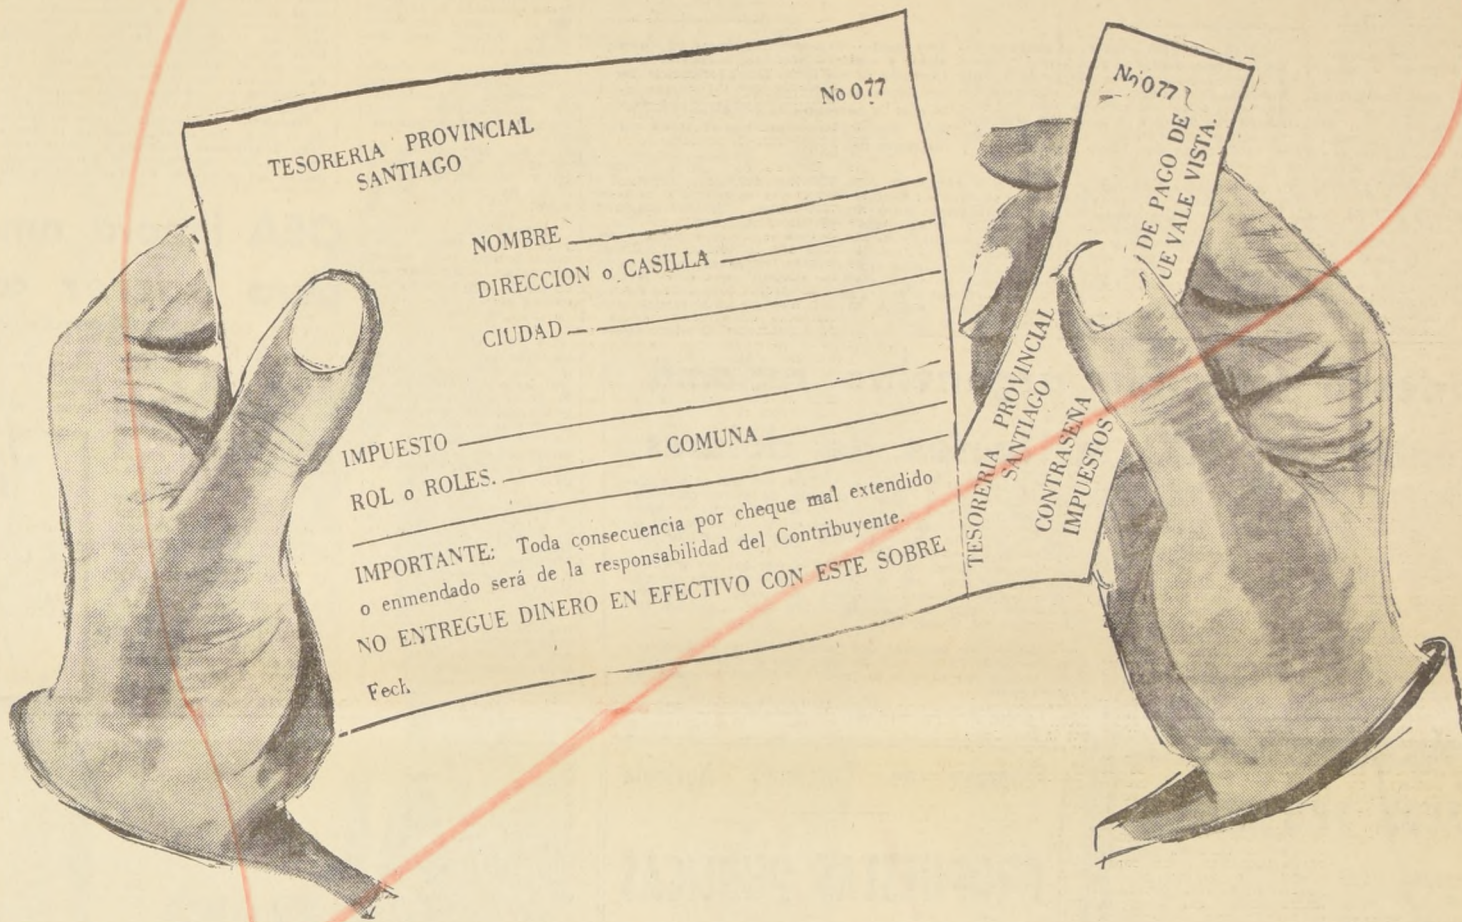 No 077
TESORERIA PROVINCIAL
SANTIAGO
NOMBRE
DIRECCION o CASILLA
CIUDAD
IMPUESTO
ROL o ROLES. COMUNA
IMPORTANTE: Toda consecuencia por cheque mal extendido
o enmendado será de la responsabilidad del Contribuyente.
NO ENTREGUE DINERO EN EFECTIVO CON ESTE SOBRE
Fech
No 077
TESORERIA PROVINCIAL
SANTIAGO
CONTRASEÑA DE PAGO DE
IMPUESTOS UE VALE VISTA.